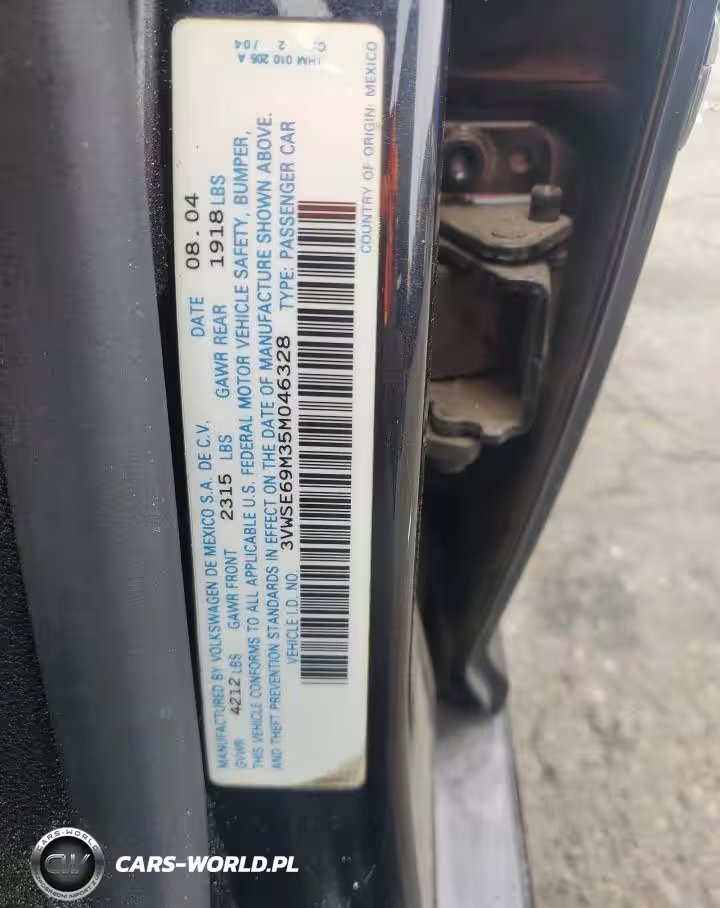 MANUFACTURED BY VOLKSWAGEN DE MEXICO S.A. DE C.V. DATE 08.04
GVWR 4212 LBS GAWR FRONT 2315 LBS GAWR REAR 1918 LBS
THIS VEHICLE CONFORMS TO ALL APPLICABLE U.S. FEDERAL MOTOR VEHICLE SAFETY, BUMPER,
AND THEFT PREVENTION STANDARDS IN EFFECT ON THE DATE OF MANUFACTURE SHOWN ABOVE.
VEHICLE I.D. NO. 3VWSE69M35M046328 TYPE: PASSENGER CAR
COUNTRY OF ORIGIN: MEXICO
010 205 A
CARS-WORLD
CW
CARS-WORLD.PL